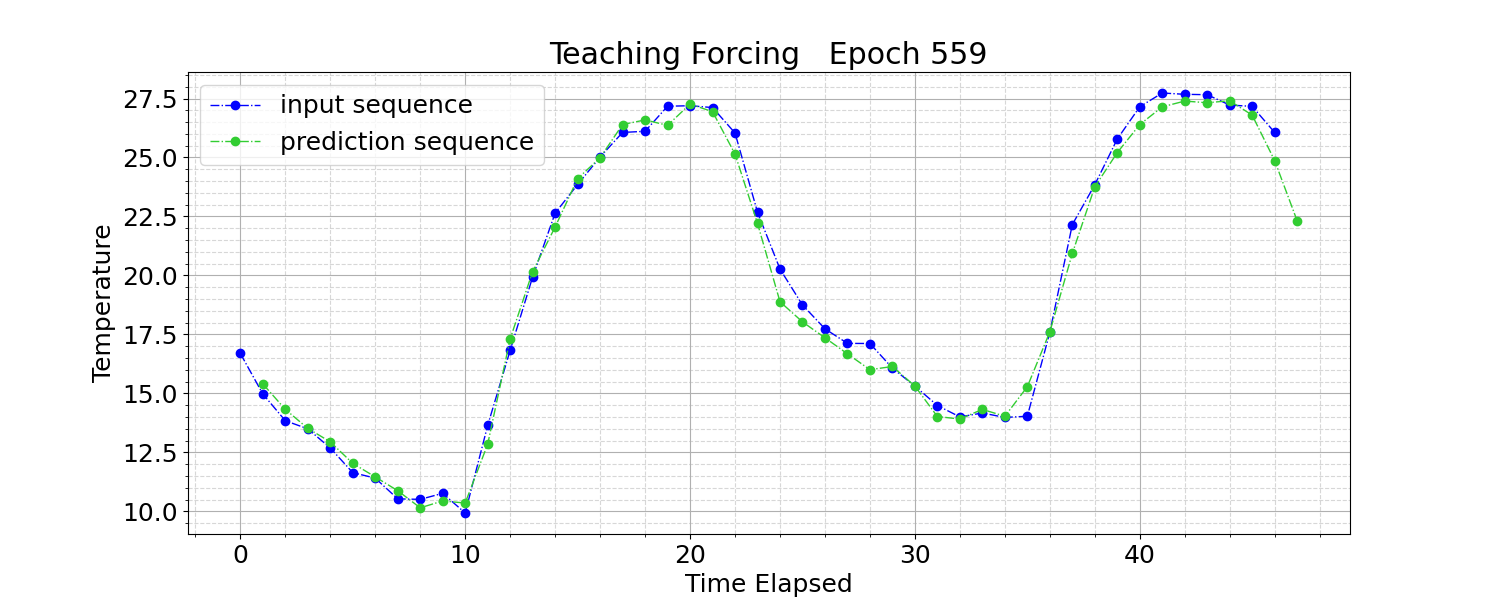 Teaching Forcing   Epoch 559
input sequence
prediction sequence
Temperature
27.5
25.0
22.5
20.0
17.5
15.0
12.5
10.0
0 10 20 30 40
Time Elapsed